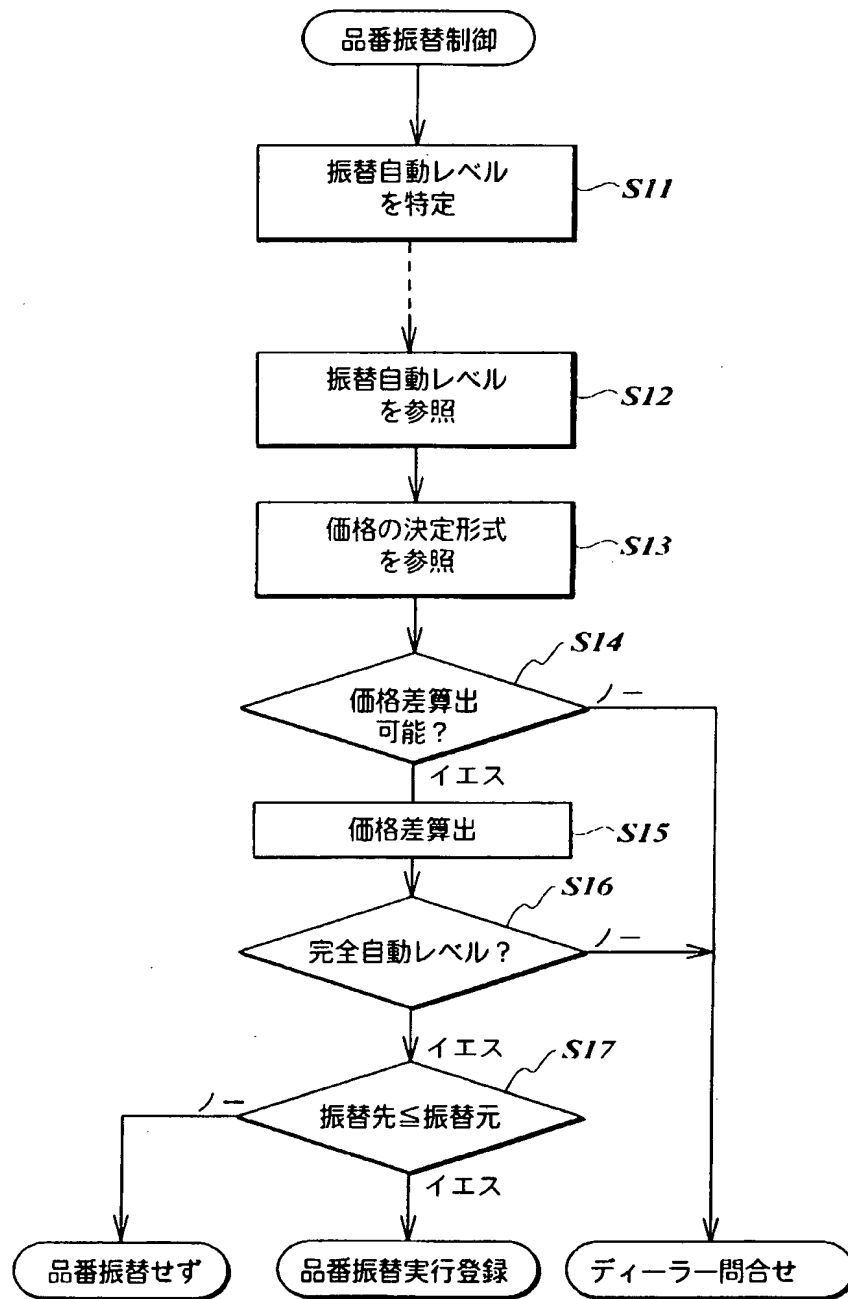 品番振替制御
振替自動レベル
を特定
S11
振替自動レベル
を参照
S12
価格の決定形式
を参照
S13
S14
価格差算出
可能?
ノー
イエス
価格差算出
S15
S16
完全自動レベル?
ノー
イエス
S17
ノー
振替先≦振替元
イエス
品番振替せず
品番振替実行登録
ディーラー問合せ